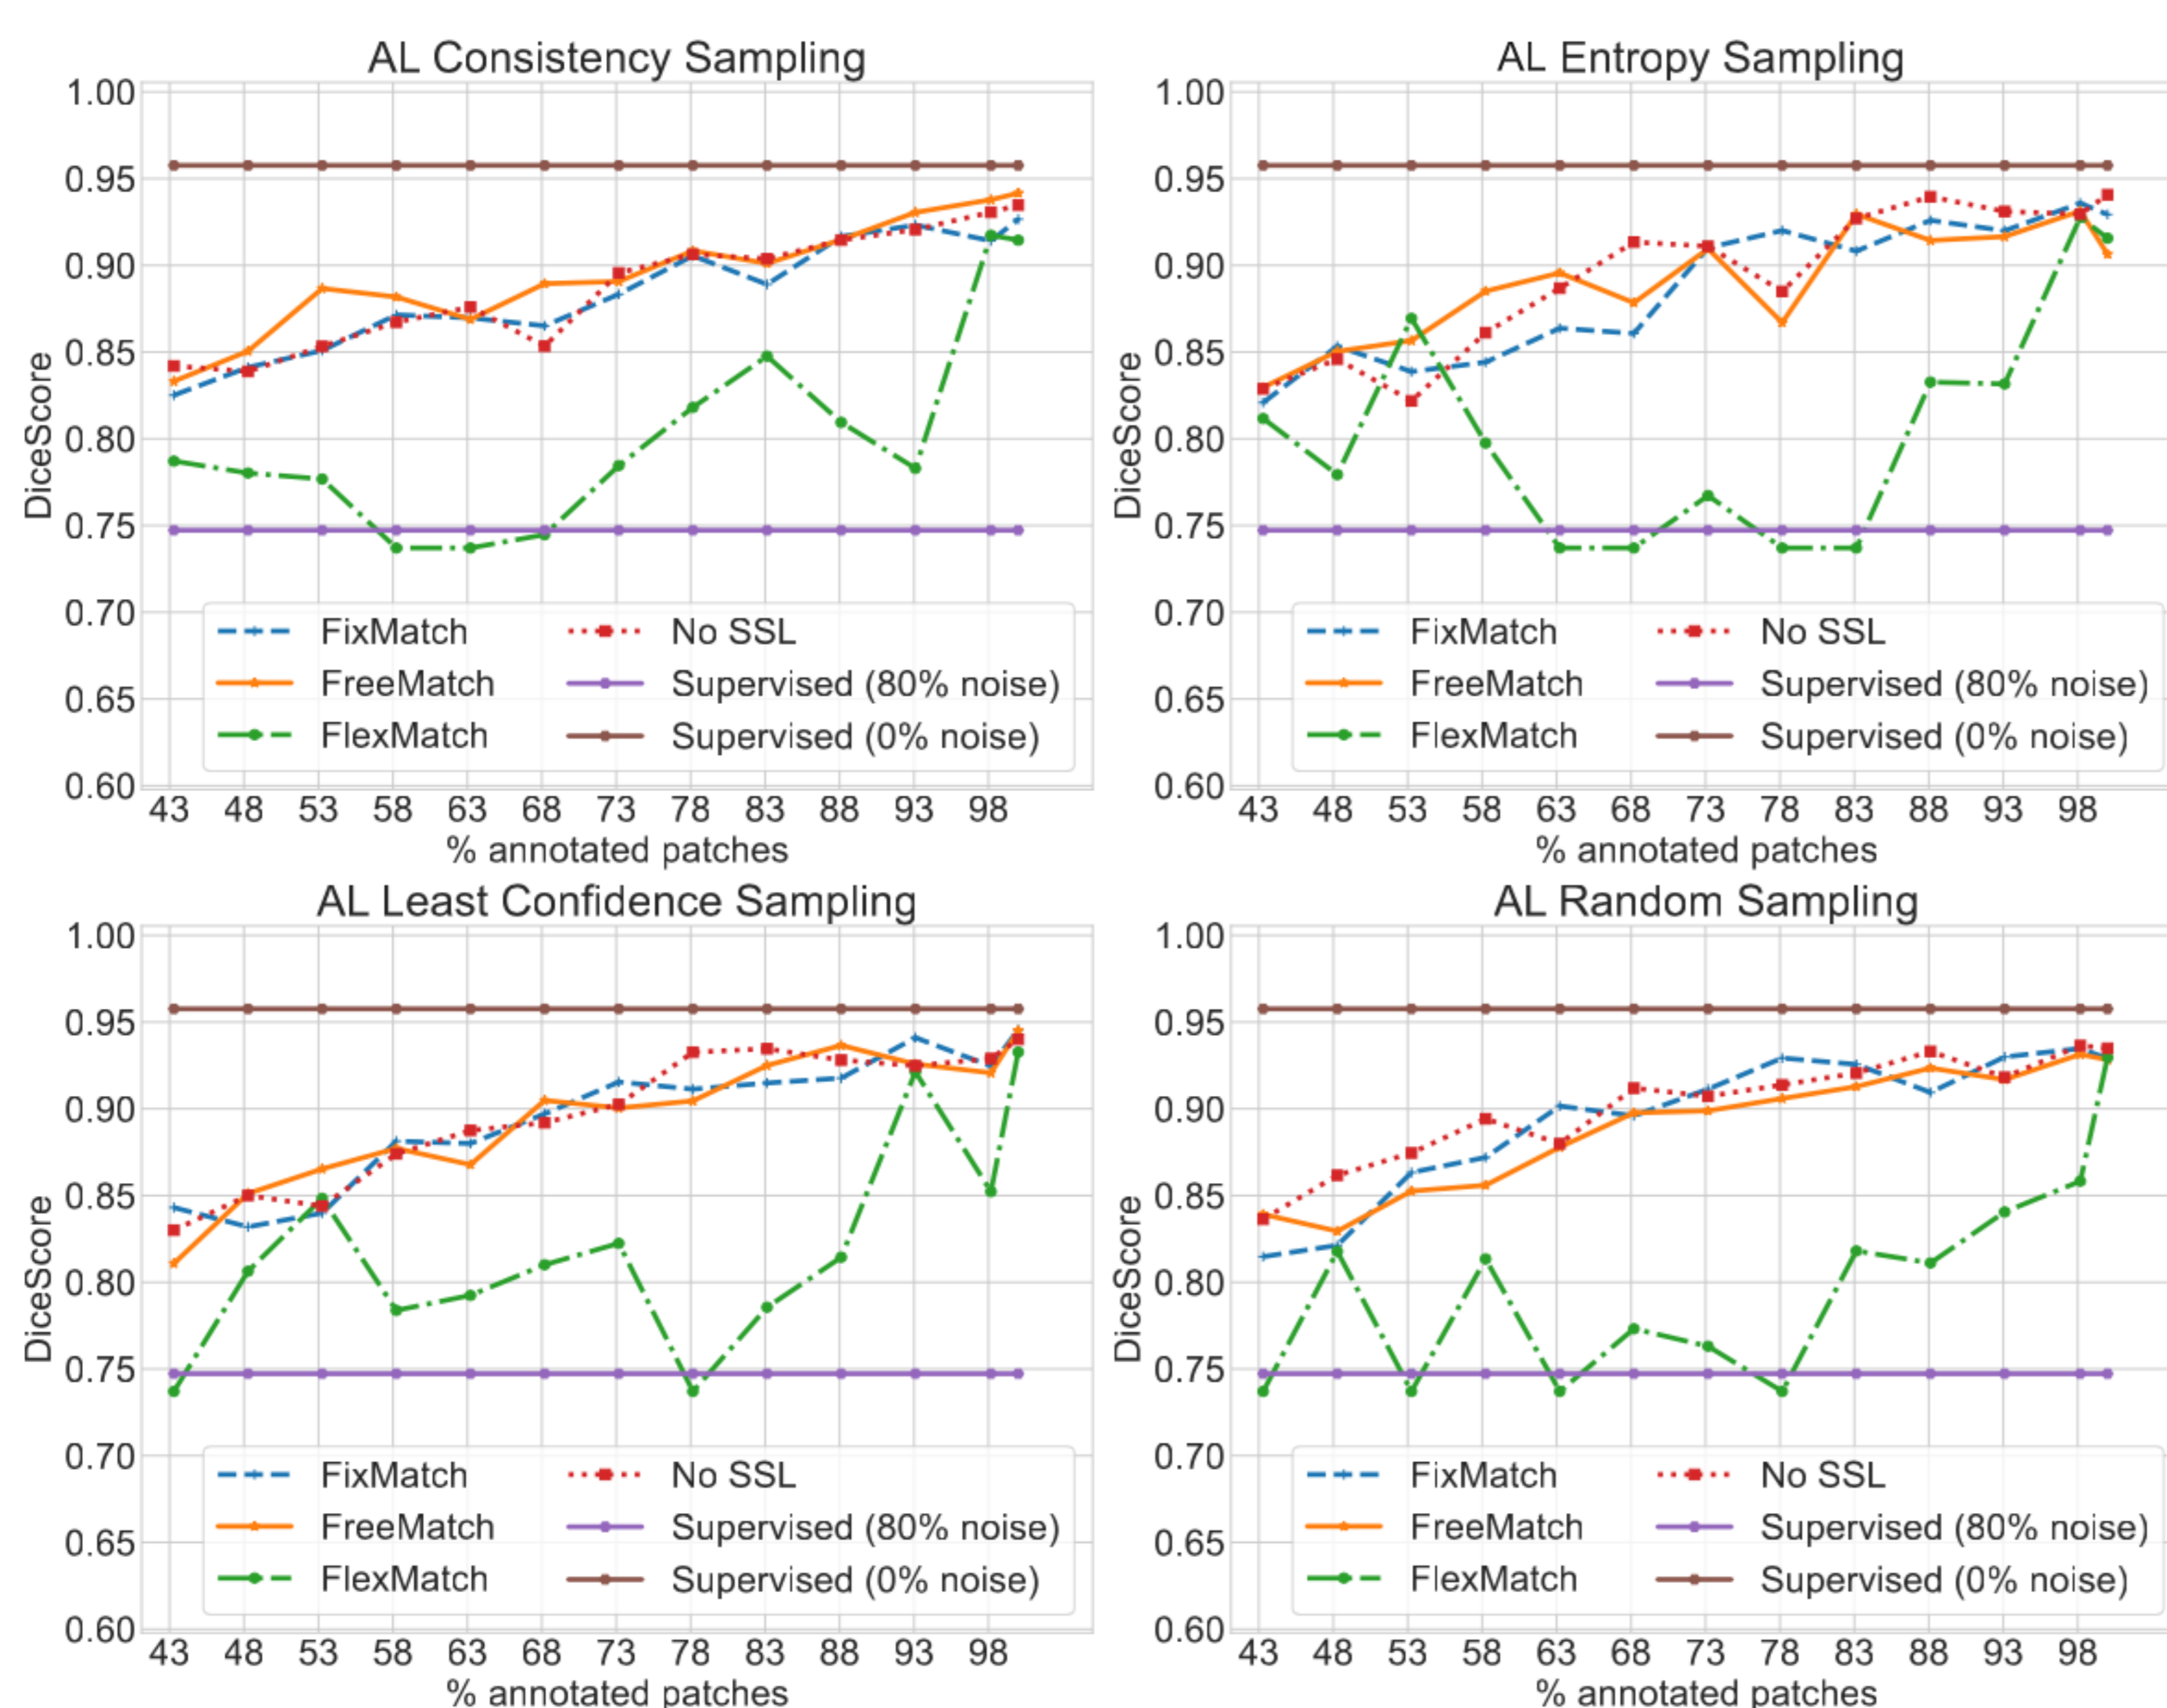 AL Consistency Sampling
1.00
0.95
0.90
0.85
0.80
0.75
0.70
0.65
0.60
DiceScore
FixMatch
FreeMatch
FlexMatch
No SSL
Supervised (80% noise)
Supervised (0% noise)
43 48 53 58 63 68 73 78 83 88 93 98
% annotated patches
AL Entropy Sampling
1.00
0.95
0.90
0.85
0.80
0.75
0.70
0.65
0.60
DiceScore
FixMatch
FreeMatch
FlexMatch
No SSL
Supervised (80% noise)
Supervised (0% noise)
43 48 53 58 63 68 73 78 83 88 93 98
% annotated patches
AL Least Confidence Sampling
1.00
0.95
0.90
0.85
0.80
0.75
0.70
0.65
0.60
DiceScore
FixMatch
FreeMatch
FlexMatch
No SSL
Supervised (80% noise)
Supervised (0% noise)
43 48 53 58 63 68 73 78 83 88 93 98
% annotated patches
AL Random Sampling
1.00
0.95
0.90
0.85
0.80
0.75
0.70
0.65
0.60
DiceScore
FixMatch
FreeMatch
FlexMatch
No SSL
Supervised (80% noise)
Supervised (0% noise)
43 48 53 58 63 68 73 78 83 88 93 98
% annotated patches